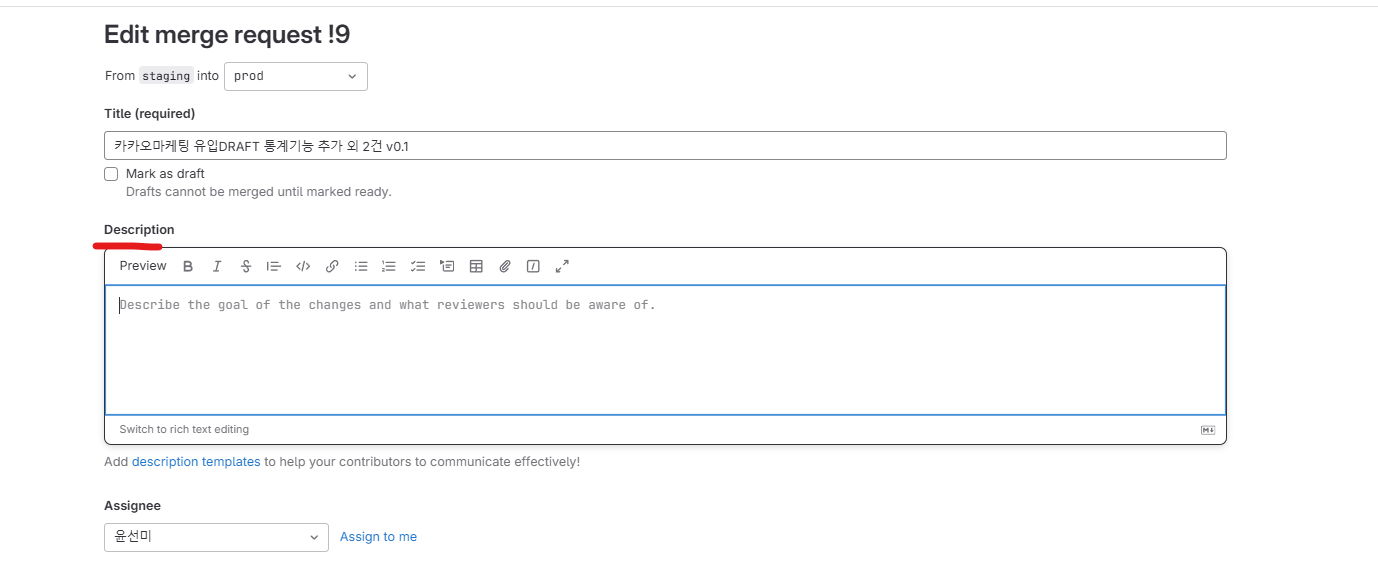 Edit merge request !9
From staging into prod
Title (required)
카카오마케팅 유입DRAFT 통계기능 추가 외 2건 v0.1
Mark as draft
Drafts cannot be merged until marked ready.
Description
Preview
Describe the goal of the changes and what reviewers should be aware of.
Switch to rich text editing
Add description templates to help your contributors to communicate effectively!
Assignee
윤선미 Assign to me